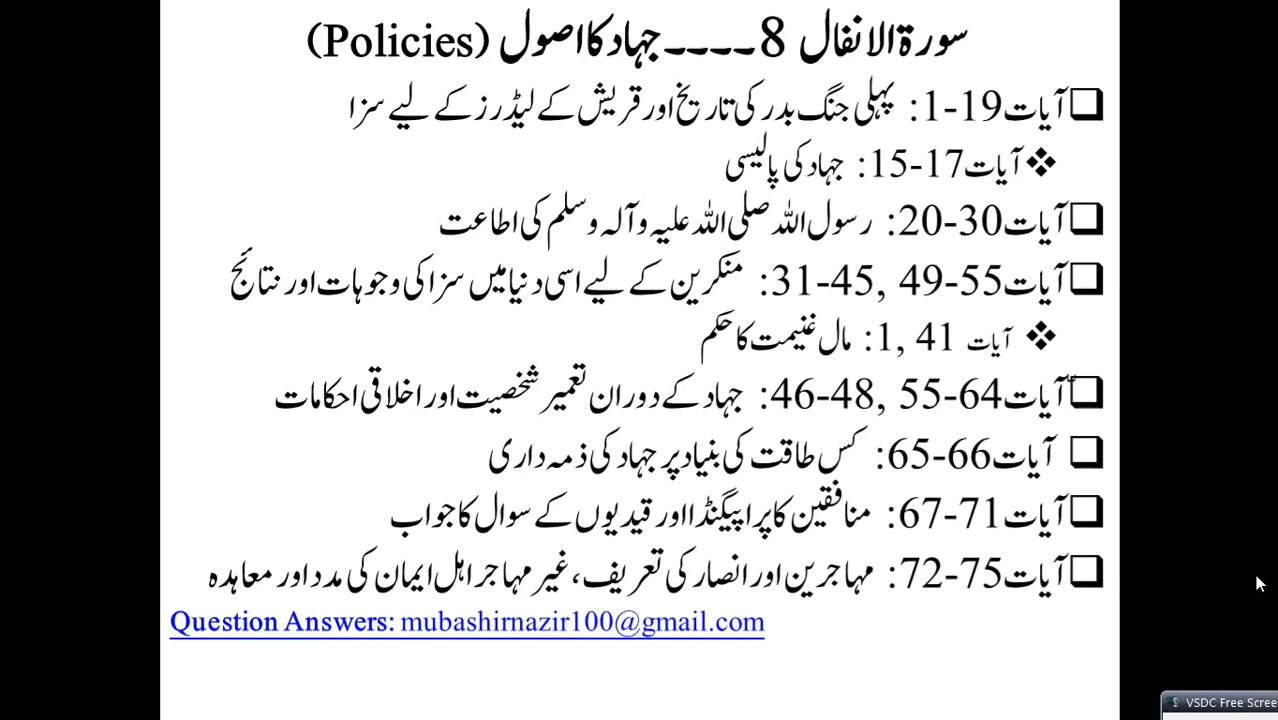 سورۃ الانفال 8 ۔۔۔۔ جہاد کا اصول (Policies)
❑ آیات 1-19: پہلی جنگ بدر کی تاریخ اور قریش کے لیڈرز کے لیے سزا
❖ آیات 15-17: جہاد کی پالیسی
❑ آیات 20-30: رسول اللہ صلی اللہ علیہ وآلہ وسلم کی اطاعت
❑ آیات 31-45, 49-55: منکرین کے لیے اسی دنیا میں سزا کی وجوہات اور نتائج
❖ آیات 1, 41: مال غنیمت کا حکم
❑ آیات 46-48, 55-64: جہاد کے دوران تعمیر شخصیت اور اخلاقی احکامات
❑ آیات 65-66: کس طاقت کی بنیاد پر جہاد کی ذمہ داری
❑ آیات 67-71: منافقین کا پراپیگنڈا اور قیدیوں کے سوال کا جواب
❑ آیات 72-75: مہاجرین اور انصار کی تعریف، غیر مہاجر اہل ایمان کی مدد اور معاہدہ
Question Answers: mubashirnazir100@gmail.com
VSDC Free Scree